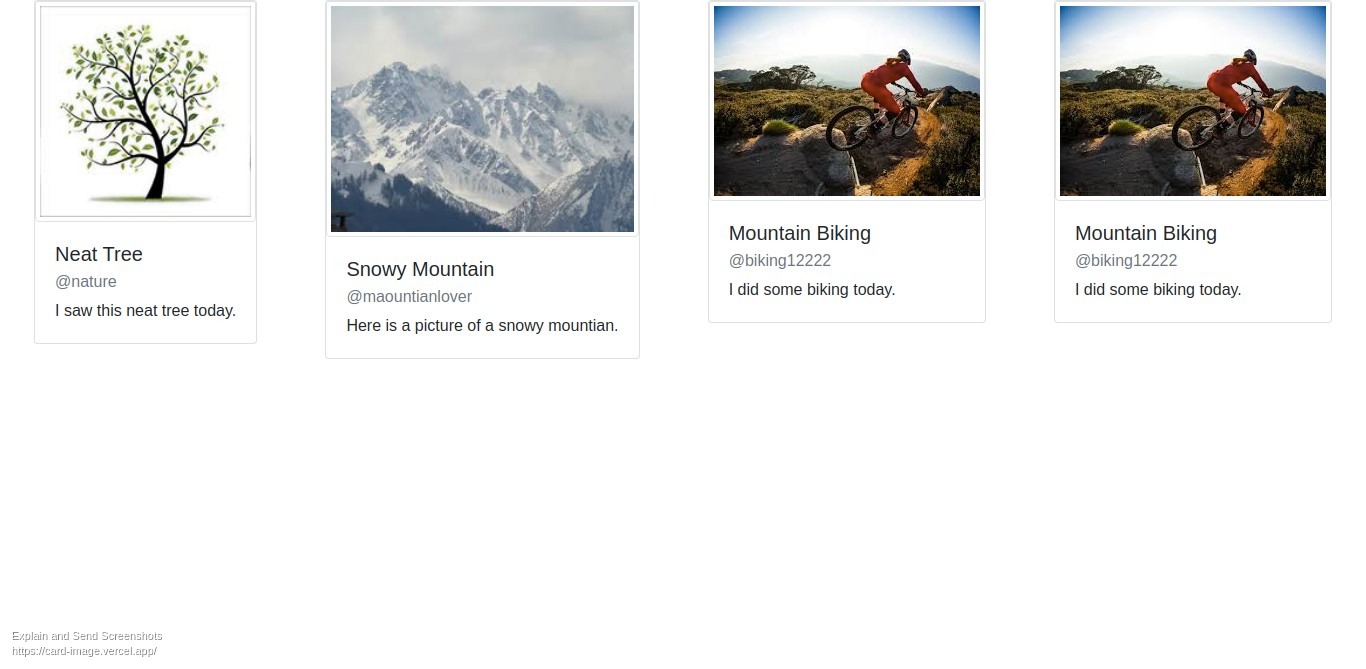 Neat Tree
@nature
I saw this neat tree today.
Snowy Mountain
@maountianlover
Here is a picture of a snowy mountian.
Mountain Biking
@biking12222
I did some biking today.
Mountain Biking
@biking12222
I did some biking today.
Explain and Send Screenshots
https://card-image.vercel.app/